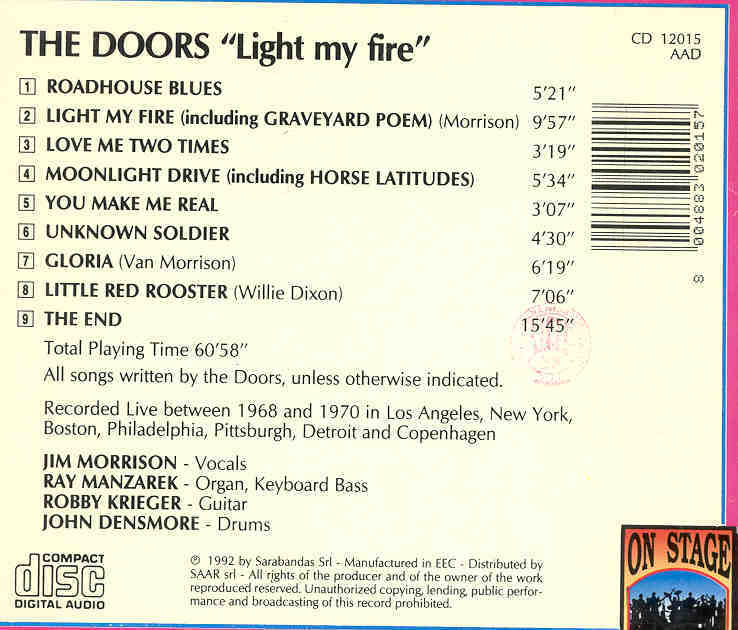 THE DOORS "Light my fire"
CD 12015
AAD
1 ROADHOUSE BLUES 5'21"
2 LIGHT MY FIRE (including GRAVEYARD POEM) (Morrison) 9'57"
3 LOVE ME TWO TIMES 3'19"
4 MOONLIGHT DRIVE (including HORSE LATITUDES) 5'34"
5 YOU MAKE ME REAL 3'07"
6 UNKNOWN SOLDIER 4'30"
7 GLORIA (Van Morrison) 6'19"
8 LITTLE RED ROOSTER (Willie Dixon) 7'06"
9 THE END 15'45"
8 004883 020157
Total Playing Time 60'58"
All songs written by the Doors, unless otherwise indicated.
Recorded Live between 1968 and 1970 in Los Angeles, New York,
Boston, Philadelphia, Pittsburgh, Detroit and Copenhagen
JIM MORRISON - Vocals
RAY MANZAREK - Organ, Keyboard Bass
ROBBY KRIEGER - Guitar
JOHN DENSMORE - Drums
COMPACT
disc
DIGITAL AUDIO
℗ 1992 by Sarabandas Srl - Manufactured in EEC - Distributed by
SAAR srl - All rights of the producer and of the owner of the work
reproduced reserved. Unauthorized copying, lending, public perfor-
mance and broadcasting of this record prohibited.
ON STAGE